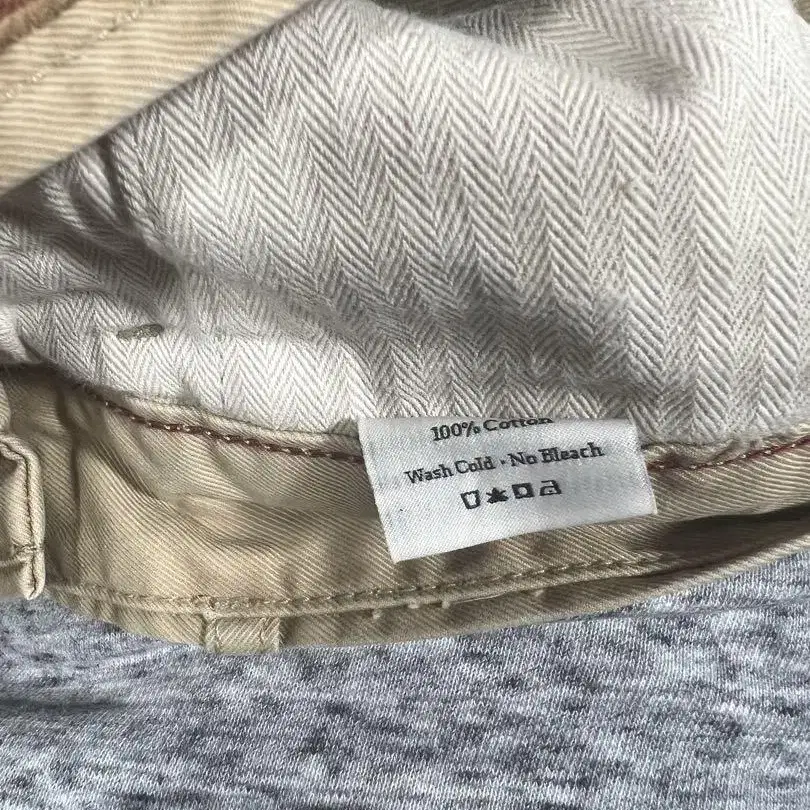 100% Cotton
Wash Cold · No Bleach